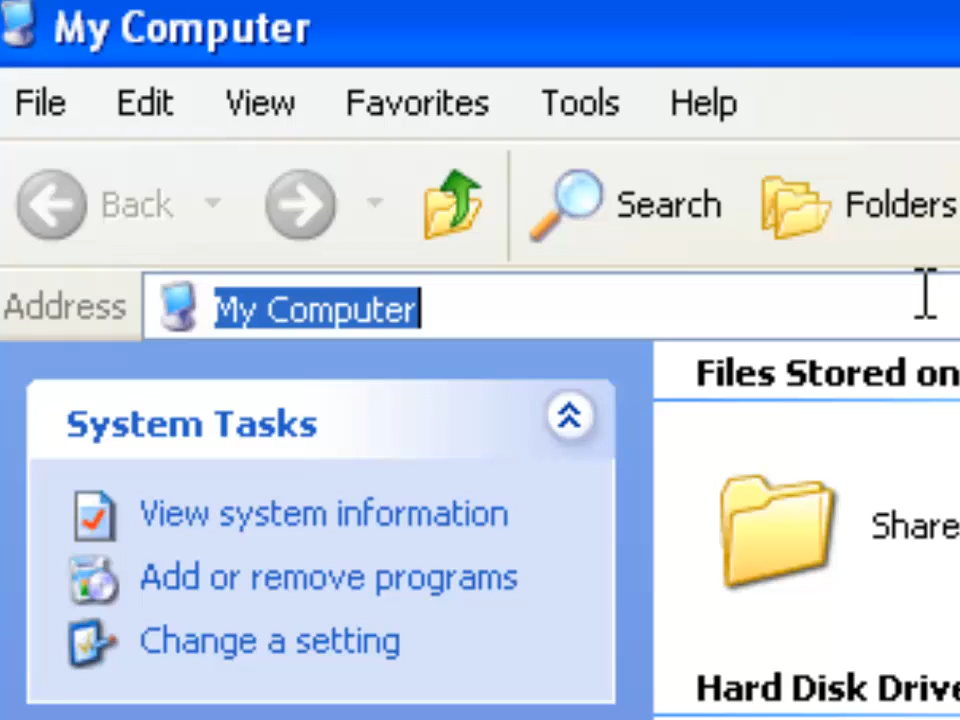 My Computer
File Edit View Favorites Tools Help
Back Search Folders
Address My Computer
Files Stored on
System Tasks
View system information
Share
Add or remove programs
Change a setting
Hard Disk Drive